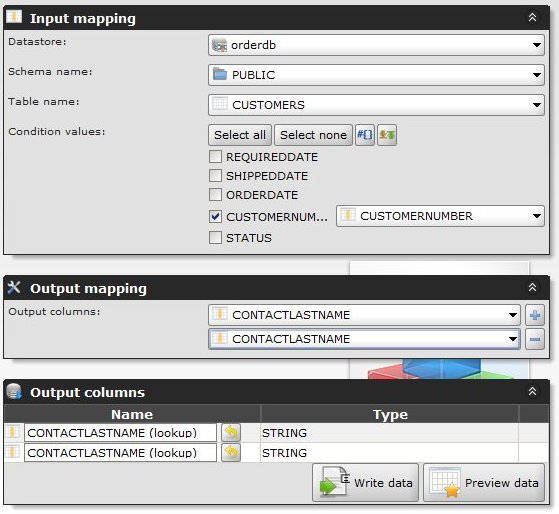 Input mapping
Datastore: orderdb
Schema name: PUBLIC
Table name: CUSTOMERS
Condition values: Select all Select none #{}
REQUIREDDATE
SHIPPEDDATE
ORDERDATE
CUSTOMERNUM... CUSTOMERNUMBER
STATUS
Output mapping
Output columns: CONTACTLASTNAME
CONTACTLASTNAME
Output columns
Name Type
CONTACTLASTNAME (lookup) STRING
CONTACTLASTNAME (lookup) STRING
Write data Preview data